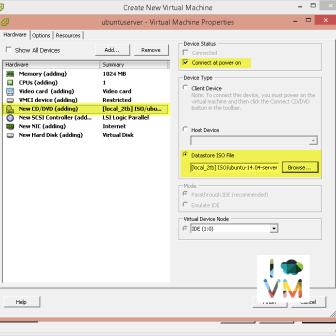 Create New Virtual Machine
ubuntuserver - Virtual Machine Properties
Hardware Options Resources
Show All Devices Add... Remove
Hardware Summary
Memory (adding) 1024 MB
CPUs (adding) 1
Video card (adding) Video card
VMCI device (adding) Restricted
New CD/DVD (adding) [local_2tb] ISO/ubu...
New SCSI Controller (add... LSI Logic Parallel
New NIC (adding) Internet
New Hard Disk (adding) Virtual Disk
Device Status
Connected
Connect at power on
Device Type
Client Device
Note: To connect this device, you must power on the
virtual machine and then click the Connect CD/DVD
button in the toolbar.
Host Device
Datastore ISO File
[local_2tb] ISO/ubuntu-14.04-server Browse...
Mode
Passthrough IDE (recommended)
Emulate IDE
Virtual Device Node
IDE (1:0)
I
VM
Help